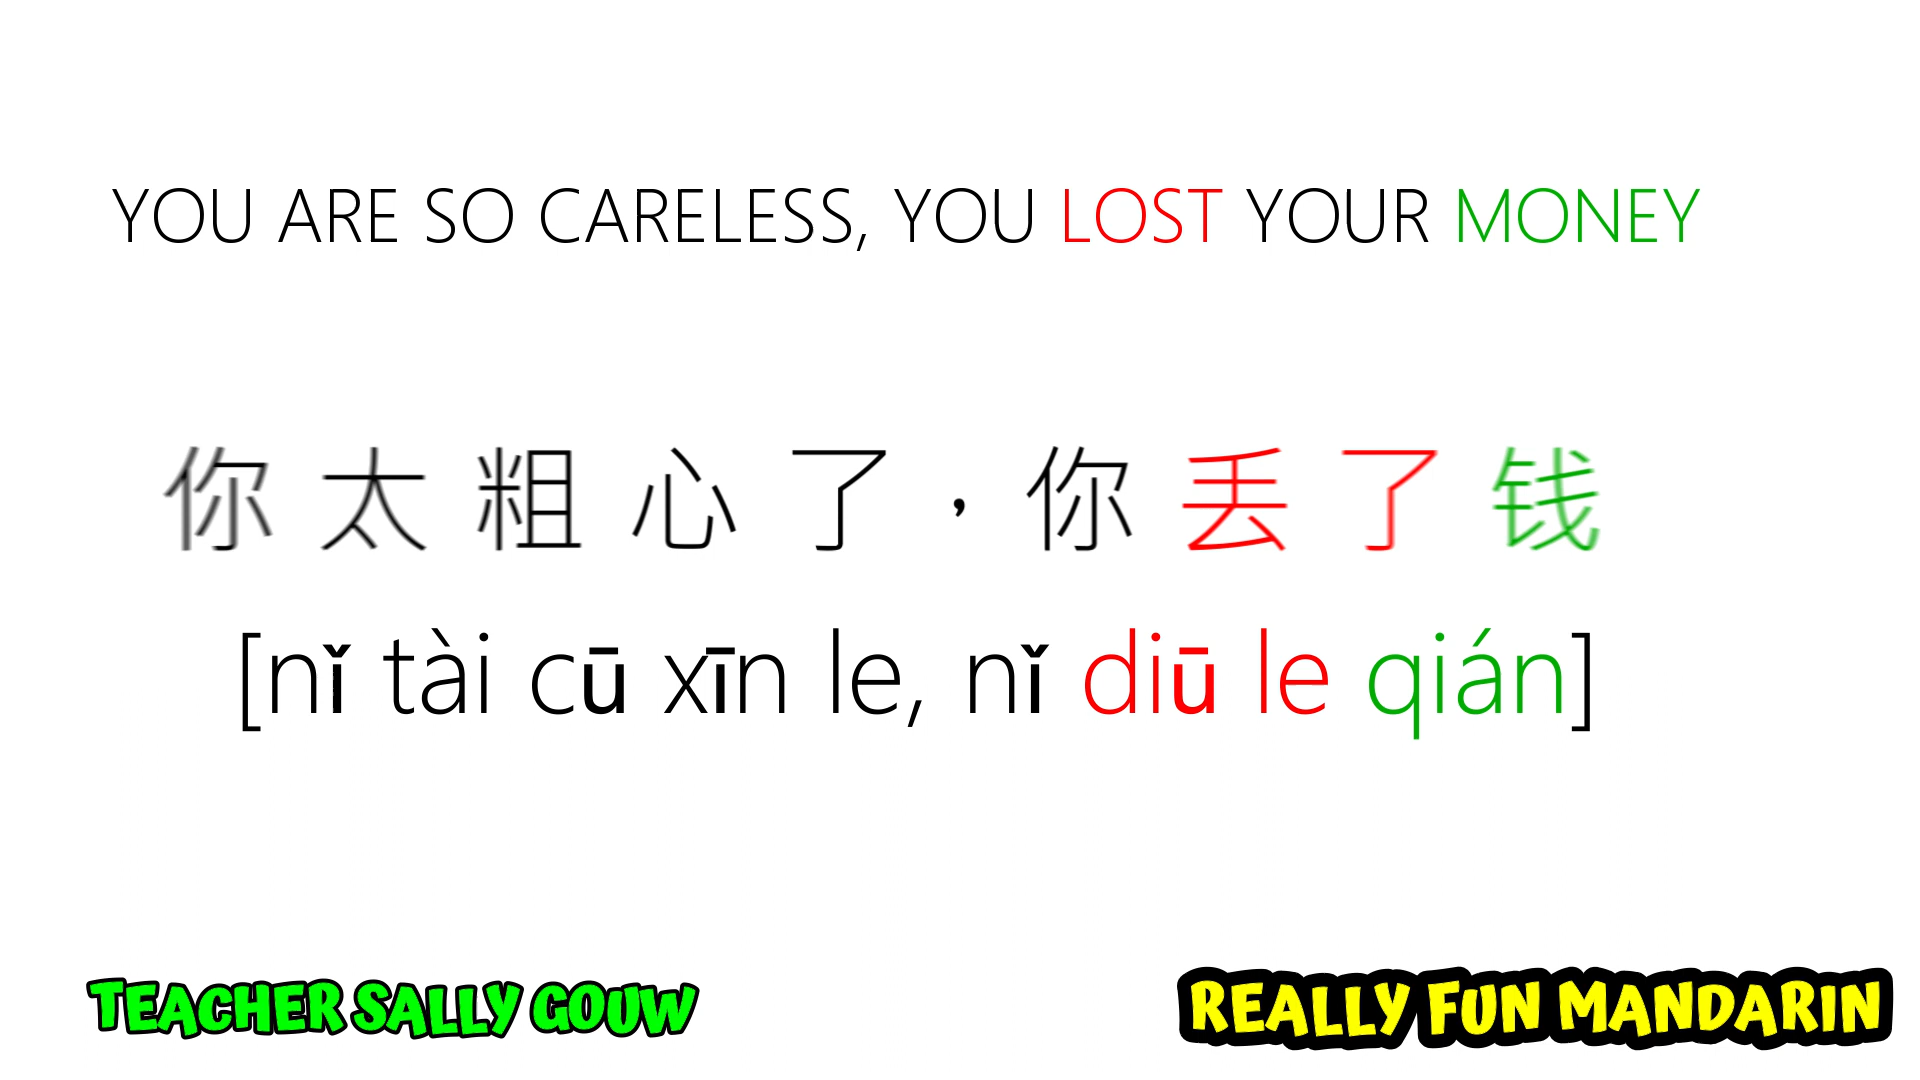 YOU ARE SO CARELESS, YOU LOST YOUR MONEY
你太粗心了，你丢了钱
[nǐ tài cū xīn le, nǐ diū le qián]
TEACHER SALLY GOUW
REALLY FUN MANDARIN